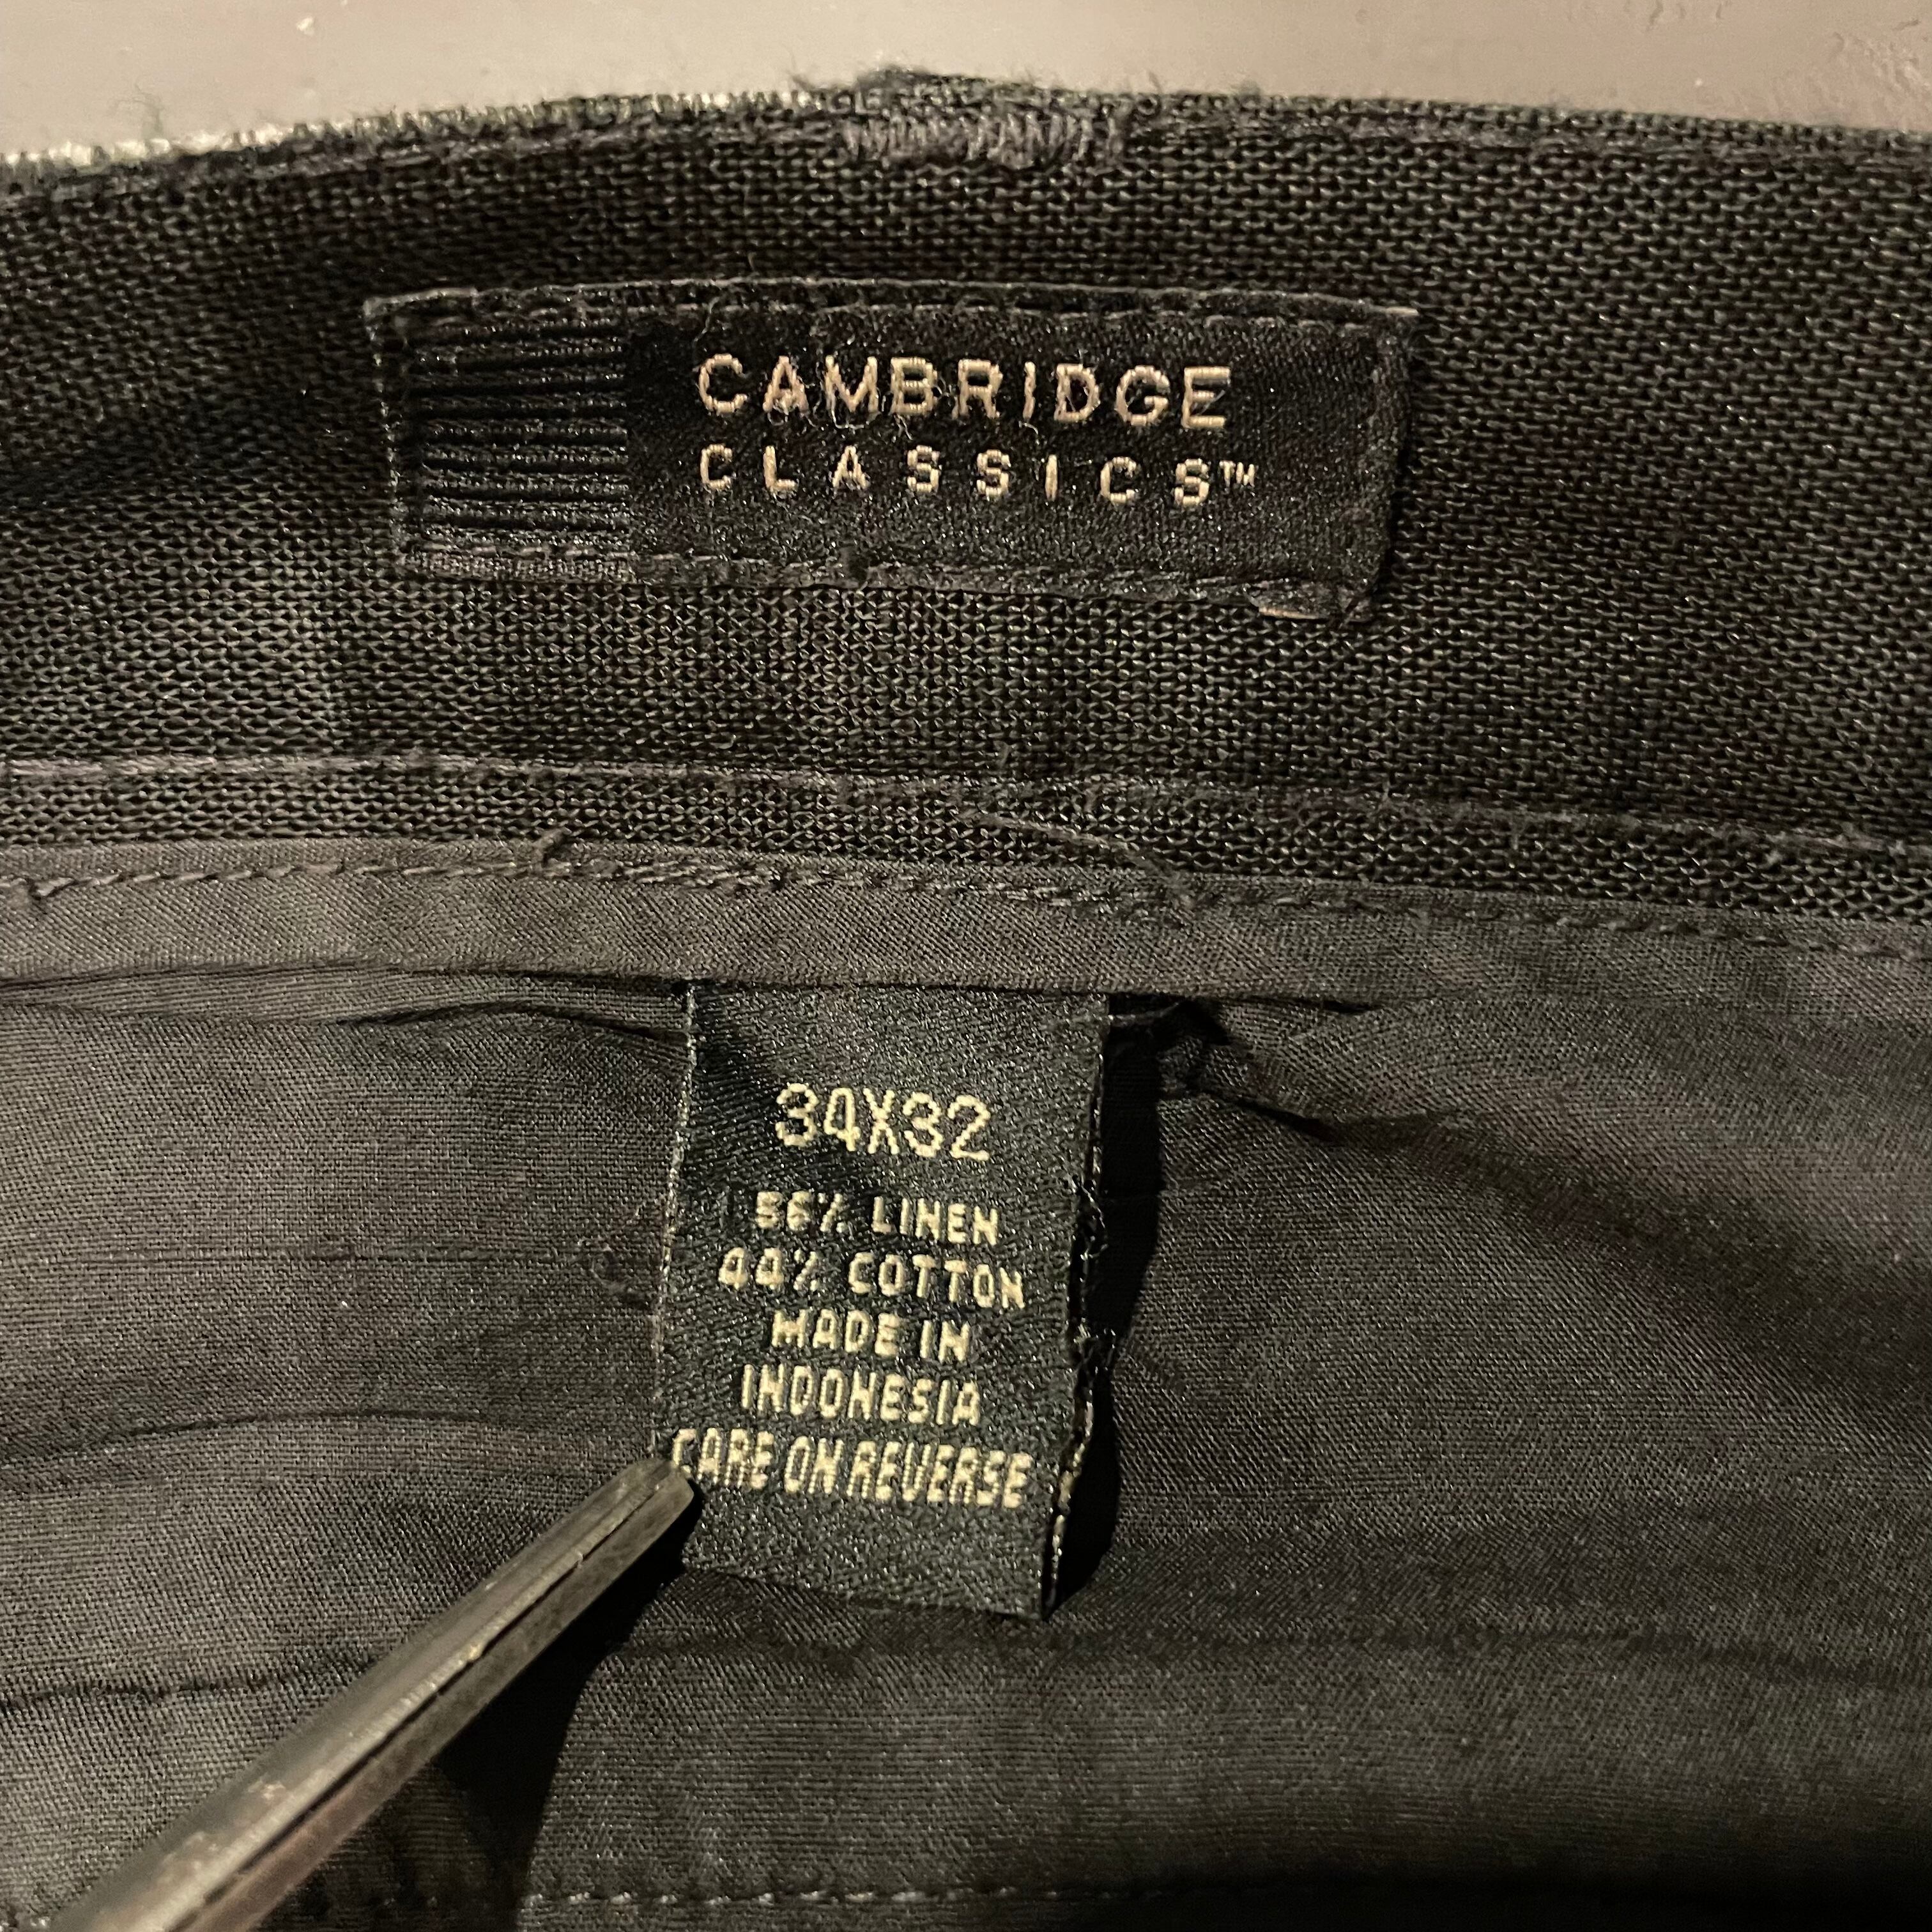 CAMBRIDGE
CLASSICS™
34X32
56% LINEN
44% COTTON
MADE IN
INDONESIA
CARE ON REVERSE